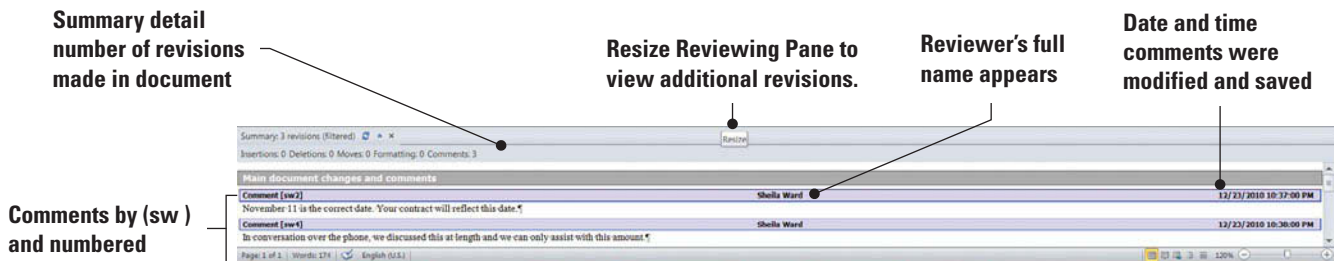 Summary detail
number of revisions
made in document
Resize Reviewing Pane to
view additional revisions.
Reviewer's full
name appears
Date and time
comments were
modified and saved
Summary: 3 revisions (filtered)
Resize
Insertions: 0 Deletions: 0 Moves: 0 Formatting: 0 Comments: 3
Main document changes and comments
Comment [sw2] Sheila Ward 12/23/2010 10:37:00 PM
November 11 is the correct date. Your contract will reflect this date.¶
Comment [sw4] Sheila Ward 12/23/2010 10:38:00 PM
In conversation over the phone, we discussed this at length and we can only assist with this amount.¶
Comments by (sw )
and numbered
Page: 1 of 1 Words: 174 English (U.S.) 120%